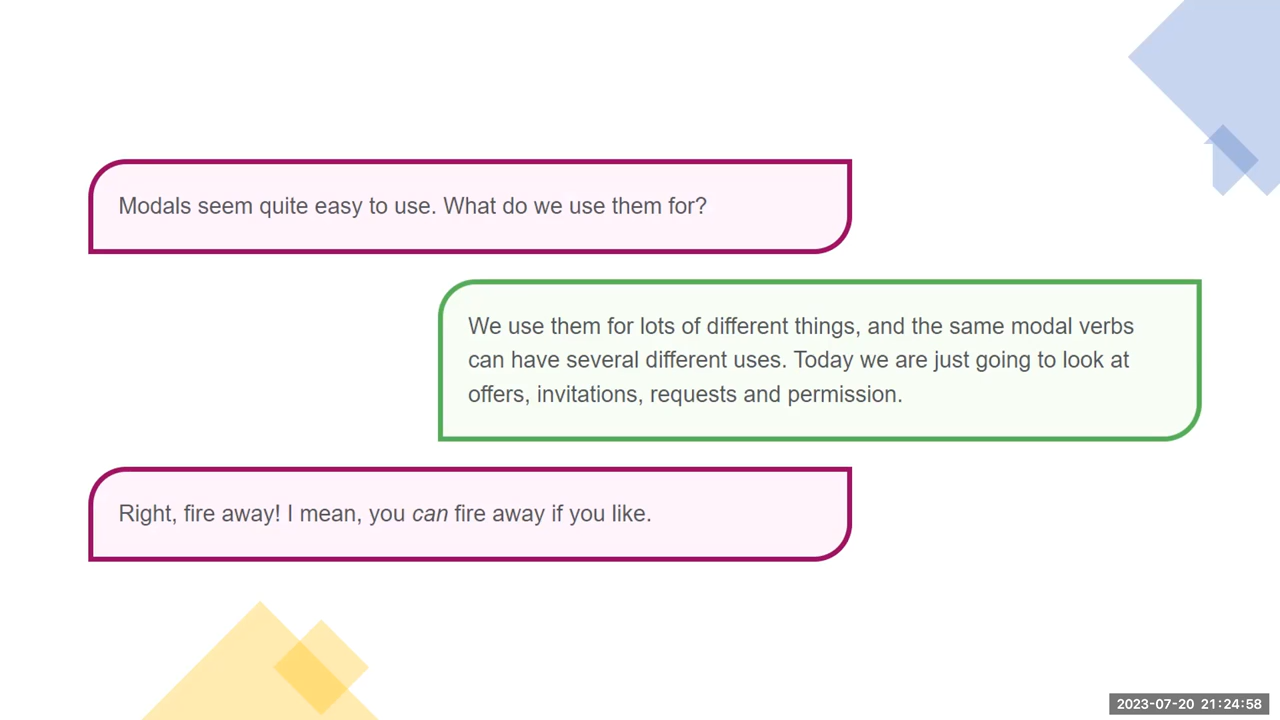 Modals seem quite easy to use. What do we use them for?
We use them for lots of different things, and the same modal verbs
can have several different uses. Today we are just going to look at
offers, invitations, requests and permission.
Right, fire away! I mean, you can fire away if you like.
2023-07-20 21:24:58